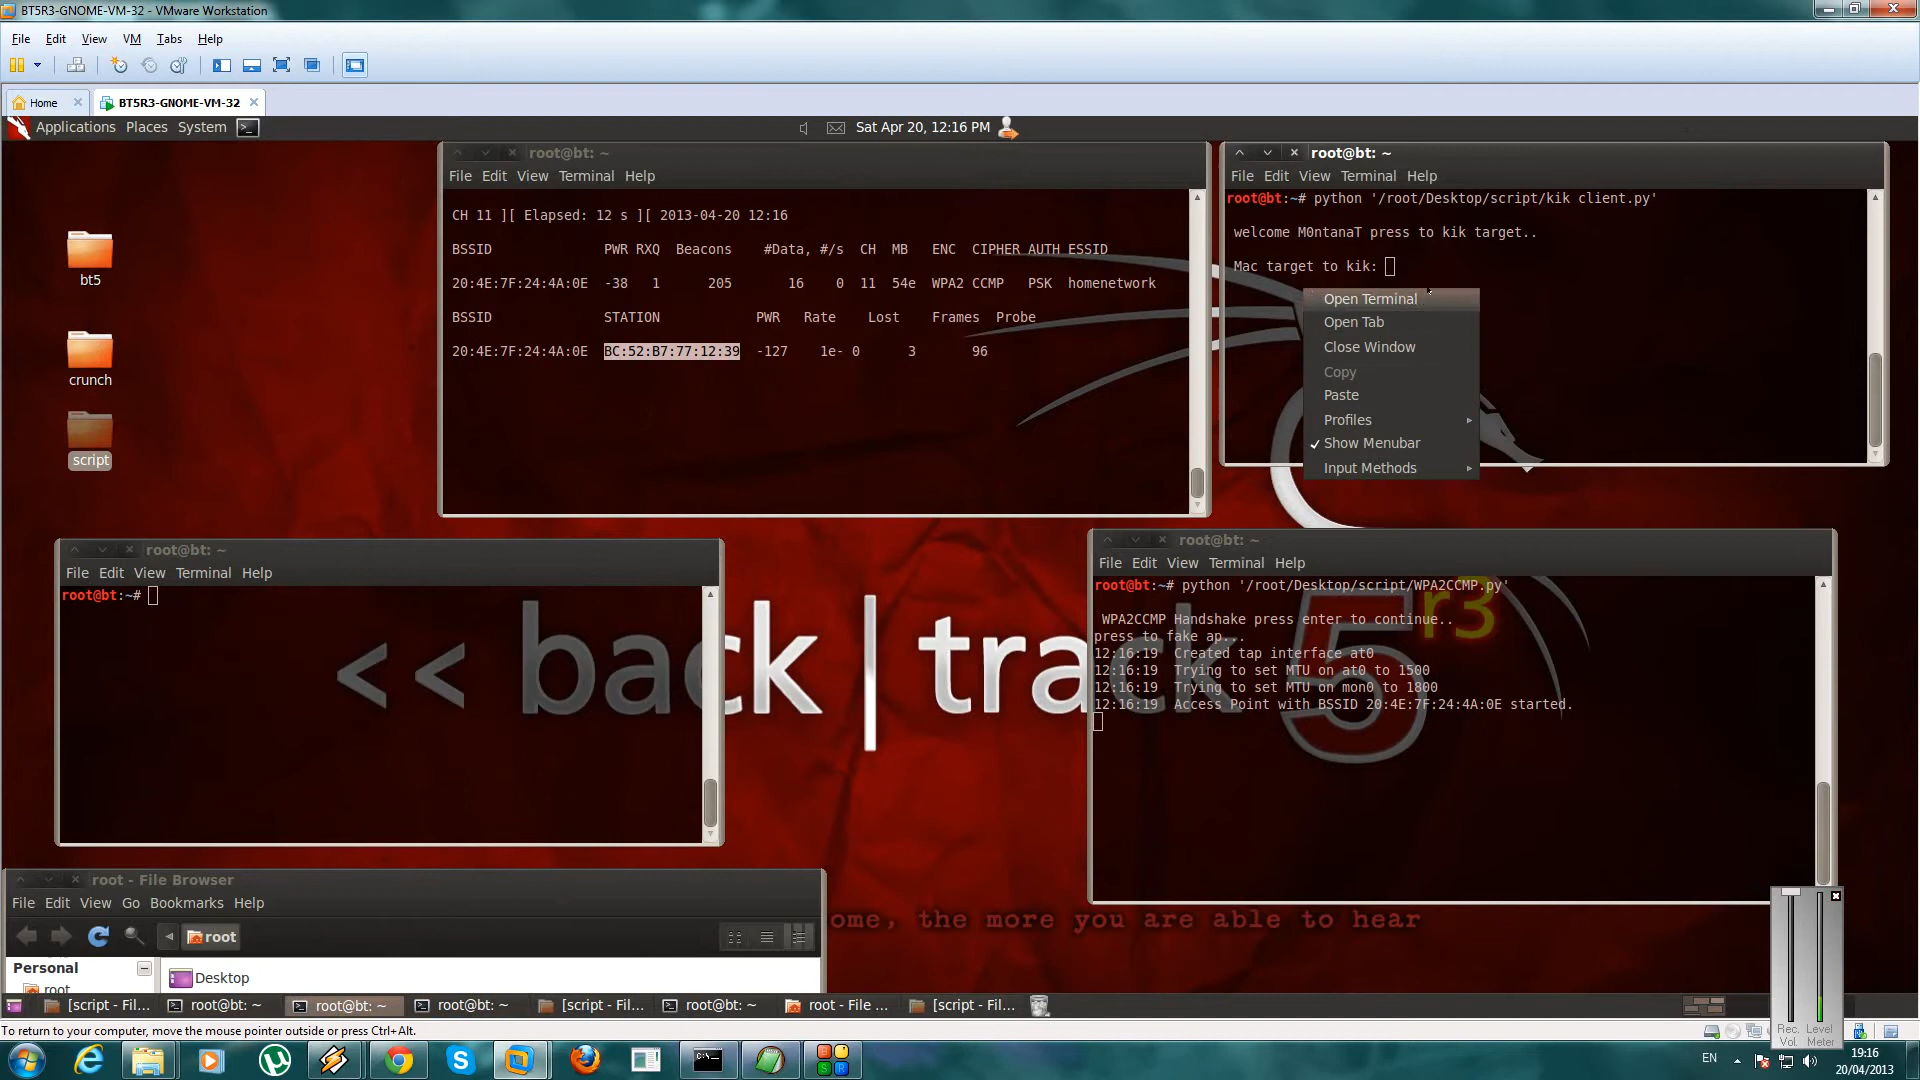 BT5R3-GNOME-VM-32 - VMware Workstation
File Edit View VM Tabs Help
Home
BT5R3-GNOME-VM-32
Applications Places System
Sat Apr 20, 12:16 PM
bt5
crunch
script
root@bt: ~
File Edit View Terminal Help
CH 11 ][ Elapsed: 12 s ][ 2013-04-20 12:16
BSSID PWR RXQ Beacons #Data, #/s CH MB ENC CIPHER AUTH ESSID
20:4E:7F:24:4A:0E -38 1 205 16 0 11 54e WPA2 CCMP PSK homenetwork
BSSID STATION PWR Rate Lost Frames Probe
20:4E:7F:24:4A:0E BC:52:B7:77:12:39 -127 1e- 0 3 96
root@bt: ~
File Edit View Terminal Help
root@bt:~# python '/root/Desktop/script/kik client.py'
welcome M0ntanaT press to kik target..
Mac target to kik:
Open Terminal
Open Tab
Close Window
Copy
Paste
Profiles
Show Menubar
Input Methods
root@bt: ~
File Edit View Terminal Help
root@bt:~#
root@bt: ~
File Edit View Terminal Help
root@bt:~# python '/root/Desktop/script/WPA2CCMP.py'
WPA2CCMP Handshake press enter to continue..
press to fake ap...
12:16:19 Created tap interface at0
12:16:19 Trying to set MTU on at0 to 1500
12:16:19 Trying to set MTU on mon0 to 1800
12:16:19 Access Point with BSSID 20:4E:7F:24:4A:0E started.
<< back | track 5 r3
ome, the more you are able to hear
root - File Browser
File Edit View Go Bookmarks Help
root
Personal
root
Desktop
[script - Fil... root@bt: ~ root@bt: ~ root@bt: ~ [script - Fil... root@bt: ~ root - File ... [script - Fil...
To return to your computer, move the mouse pointer outside or press Ctrl+Alt.
Rec. Level
Vol. Meter
EN
19:16
20/04/2013